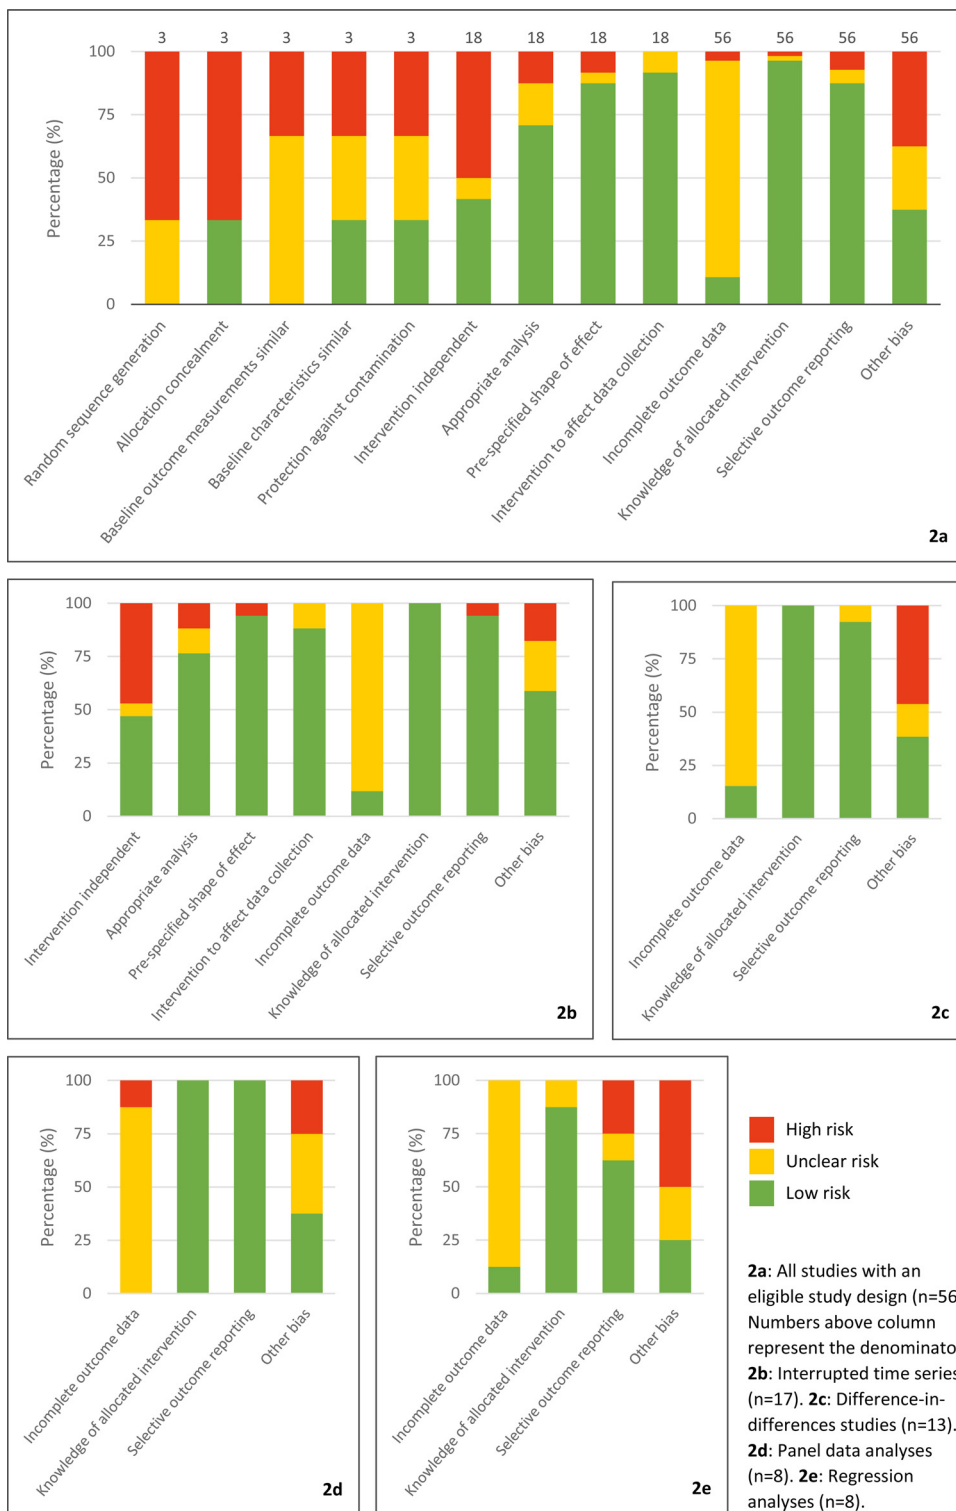 3 3 3 3 3 18 18 18 18 56 56 56 56
100
75
50
25
0
Percentage (%)
Random sequence generation
Allocation concealment
Baseline outcome measurements similar
Baseline characteristics similar
Protection against contamination
Intervention independent
Appropriate analysis
Pre-specified shape of effect
Intervention to affect data collection
Incomplete outcome data
Knowledge of allocated intervention
Selective outcome reporting
Other bias
2a
100
75
50
25
0
Percentage (%)
Intervention independent
Appropriate analysis
Pre-specified shape of effect
Intervention to affect data collection
Incomplete outcome data
Knowledge of allocated intervention
Selective outcome reporting
Other bias
2b
100
75
50
25
0
Percentage (%)
Incomplete outcome data
Knowledge of allocated intervention
Selective outcome reporting
Other bias
2c
100
75
50
25
0
Percentage (%)
Incomplete outcome data
Knowledge of allocated intervention
Selective outcome reporting
Other bias
2d
100
75
50
25
0
Percentage (%)
Incomplete outcome data
Knowledge of allocated intervention
Selective outcome reporting
Other bias
2e
High risk
Unclear risk
Low risk
2a: All studies with an
eligible study design (n=56
Numbers above column
represent the denominato
2b: Interrupted time series
(n=17). 2c: Difference-in-
differences studies (n=13).
2d: Panel data analyses
(n=8). 2e: Regression
analyses (n=8).